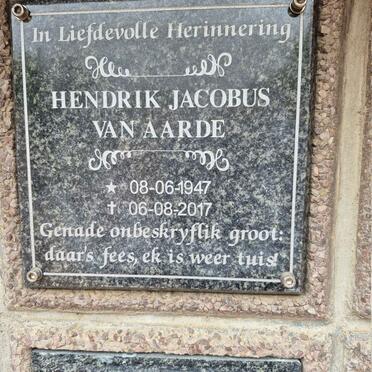 In Liefdevolle Herinnering
HENDRIK JACOBUS
VAN AARDE
★ 08-06-1947
✝ 06-08-2017
Genade onbeskryflik groot:
daar's fees, ek is weer tuis!